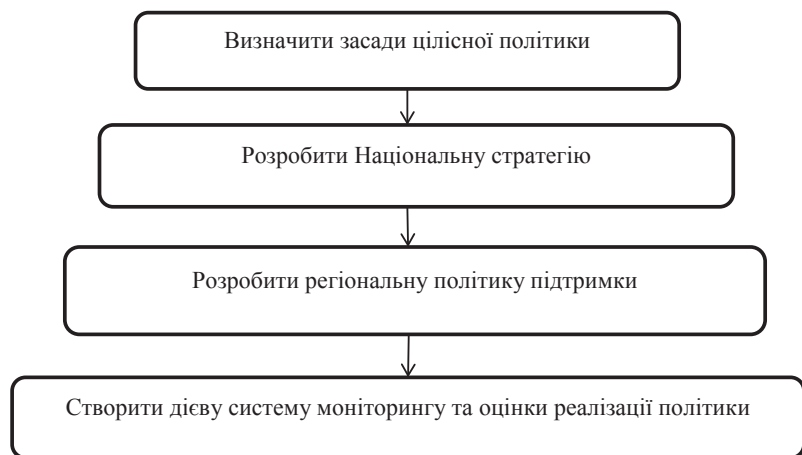 Визначити засади цілісної політики
Розробити Національну стратегію
Розробити регіональну політику підтримки
Створити дієву систему моніторингу та оцінки реалізації політики